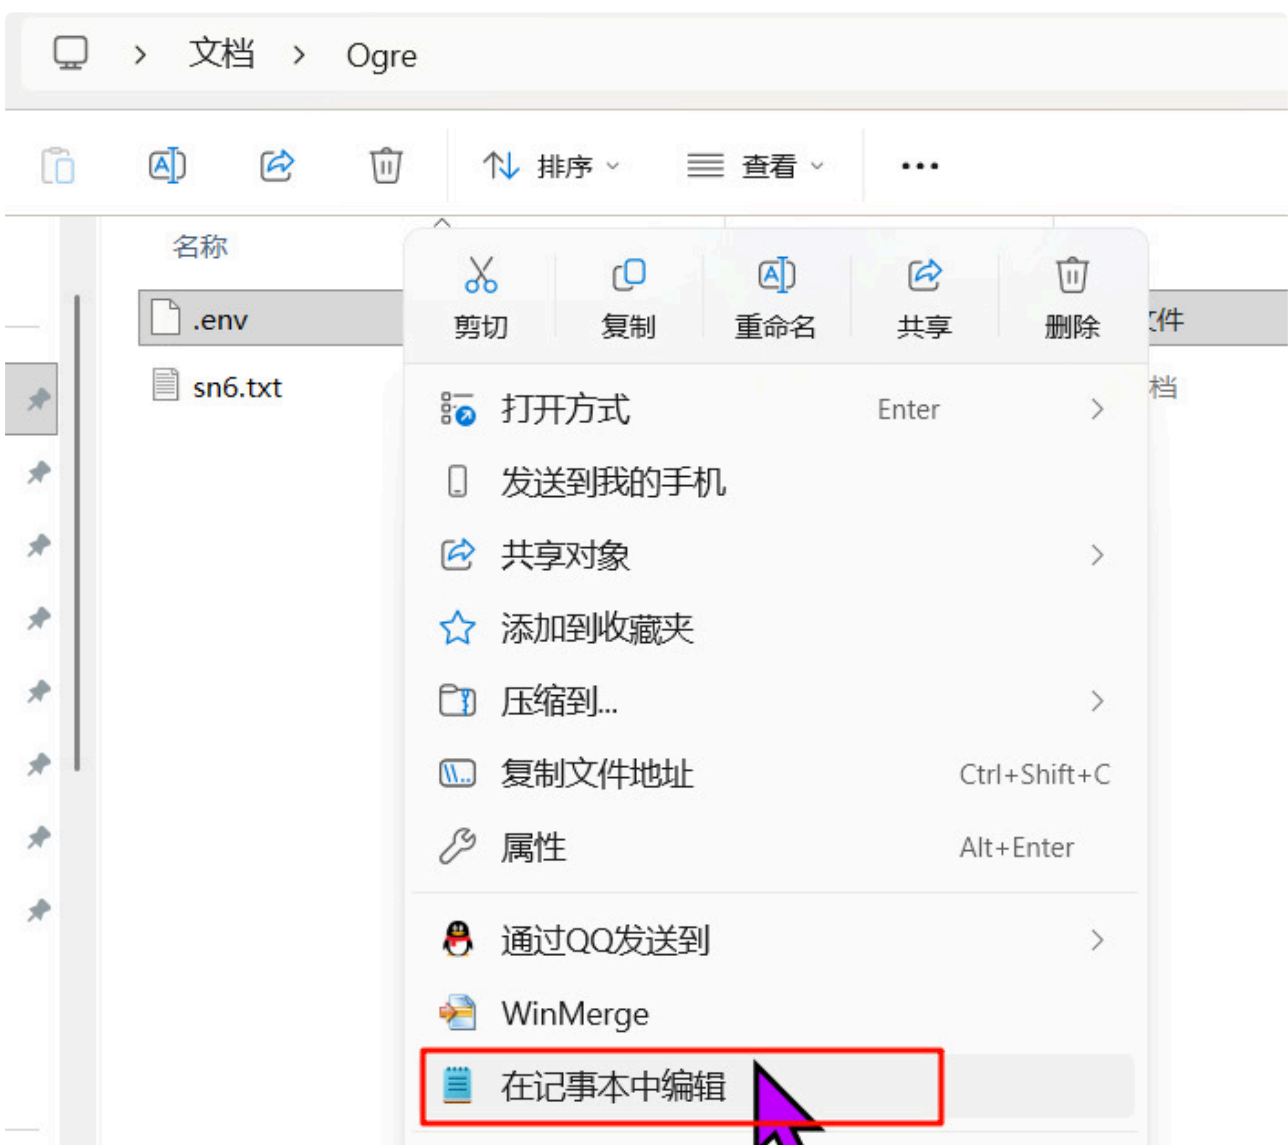 文档 Ogre
排序 查看
名称
.env
sn6.txt
剪切 复制 重命名 共享 删除
件
档
打开方式 Enter
发送到我的手机
共享对象
添加到收藏夹
压缩到...
复制文件地址 Ctrl+Shift+C
属性 Alt+Enter
通过QQ发送到
WinMerge
在记事本中编辑